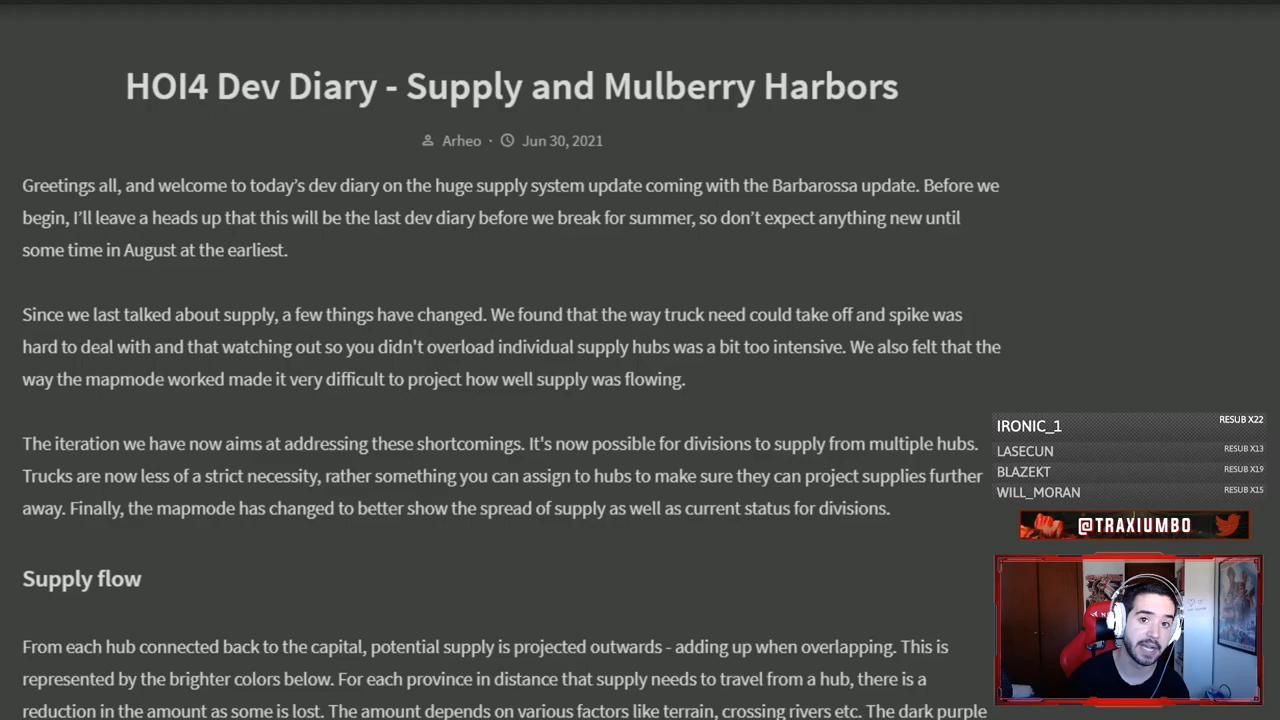 HOI4 Dev Diary - Supply and Mulberry Harbors
Arheo · Jun 30, 2021
Greetings all, and welcome to today’s dev diary on the huge supply system update coming with the Barbarossa update. Before we
begin, I’ll leave a heads up that this will be the last dev diary before we break for summer, so don’t expect anything new until
some time in August at the earliest.
Since we last talked about supply, a few things have changed. We found that the way truck need could take off and spike was
hard to deal with and that watching out so you didn't overload individual supply hubs was a bit too intensive. We also felt that the
way the mapmode worked made it very difficult to project how well supply was flowing.
The iteration we have now aims at addressing these shortcomings. It's now possible for divisions to supply from multiple hubs.
Trucks are now less of a strict necessity, rather something you can assign to hubs to make sure they can project supplies further
away. Finally, the mapmode has changed to better show the spread of supply as well as current status for divisions.
Supply flow
From each hub connected back to the capital, potential supply is projected outwards - adding up when overlapping. This is
represented by the brighter colors below. For each province in distance that supply needs to travel from a hub, there is a
reduction in the amount as some is lost. The amount depends on various factors like terrain, crossing rivers etc. The dark purple
IRONIC_1 RESUB X22
LASECUN RESUB X13
BLAZEKT RESUB X19
WILL_MORAN RESUB X15
@TRAXIUMBO